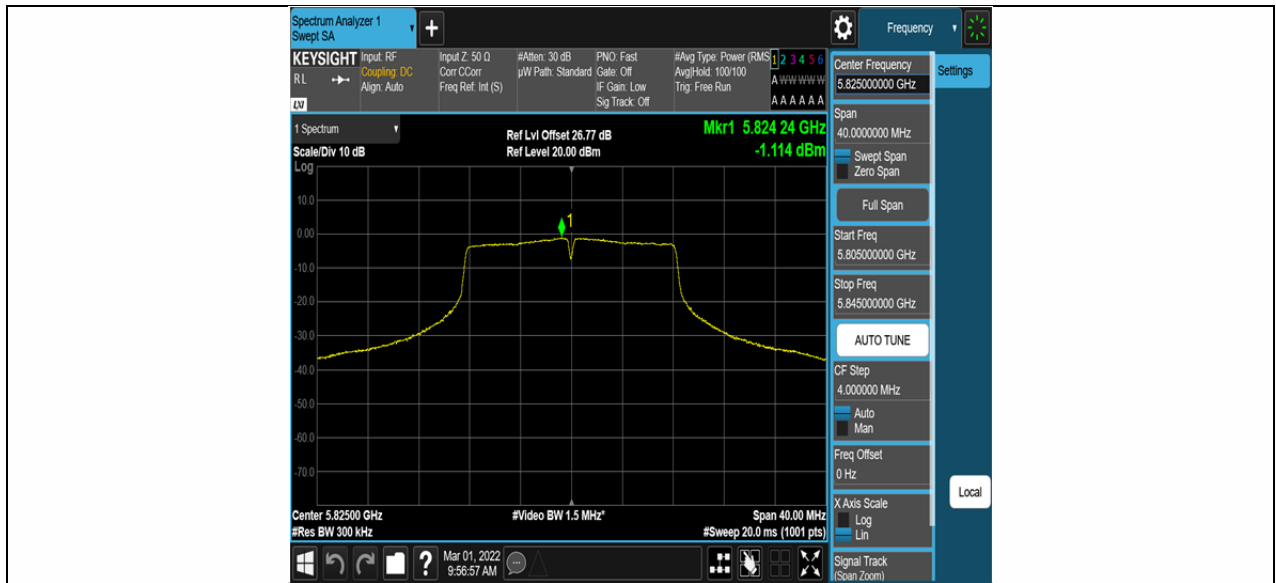 Spectrum Analyzer 1
Swept SA
+
Frequency
KEYSIGHT
RL
LXI
Input: RF
Coupling: DC
Align: Auto
Input Z: 50 Ω
Corr CCorr
Freq Ref: Int (S)
#Atten: 30 dB
µW Path: Standard
PNO: Fast
Gate: Off
IF Gain: Low
Sig Track: Off
#Avg Type: Power (RMS
Avg|Hold: 100/100
Trig: Free Run
1 2 3 4 5 6
A W W W W W
A A A A A A
1 Spectrum
Scale/Div 10 dB
Log
Ref Lvl Offset 26.77 dB
Ref Level 20.00 dBm
Mkr1 5.824 24 GHz
-1.114 dBm
1
10.0
0.00
-10.0
-20.0
-30.0
-40.0
-50.0
-60.0
-70.0
Center 5.82500 GHz
#Res BW 300 kHz
#Video BW 1.5 MHz*
Span 40.00 MHz
#Sweep 20.0 ms (1001 pts)
Center Frequency
5.825000000 GHz
Span
40.0000000 MHz
Swept Span
Zero Span
Full Span
Start Freq
5.805000000 GHz
Stop Freq
5.845000000 GHz
AUTO TUNE
CF Step
4.000000 MHz
Auto
Man
Freq Offset
0 Hz
X Axis Scale
Log
Lin
Signal Track
(Span Zoom)
Settings
Local
?
Mar 01, 2022
9:56:57 AM